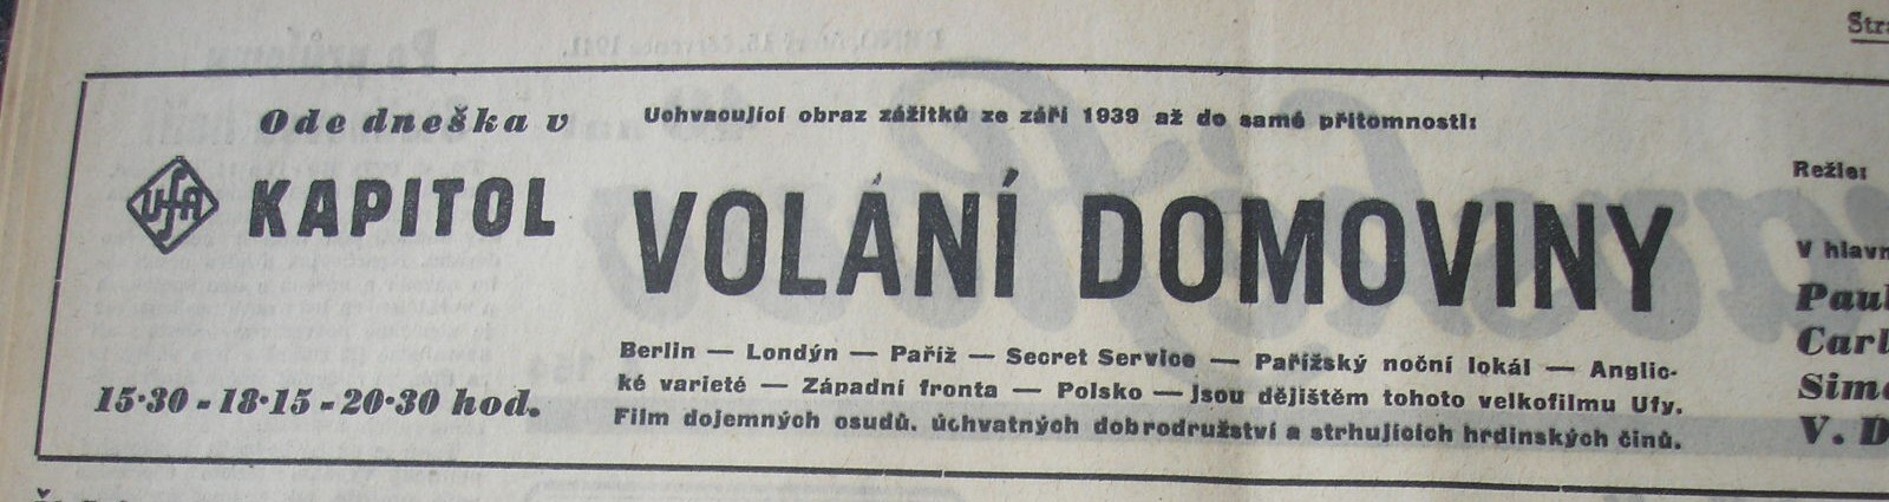 Stra
Ode dneška v
UFA KAPITOL
15·30 - 18·15 - 20·30 hod.
Uchvacující obraz zážitků ze září 1939 až do samé přítomnosti:
VOLÁNÍ DOMOVINY
Berlin — Londýn — Paříž — Secret Service — Pařížský noční lokál — Anglic-
ké varieté — Západní fronta — Polsko — jsou dějištěm tohoto velkofilmu Ufy.
Film dojemných osudů, úchvatných dobrodružství a strhujících hrdinských činů.
Režie:
V hlavn
Paul
Carl
Sim
V. D